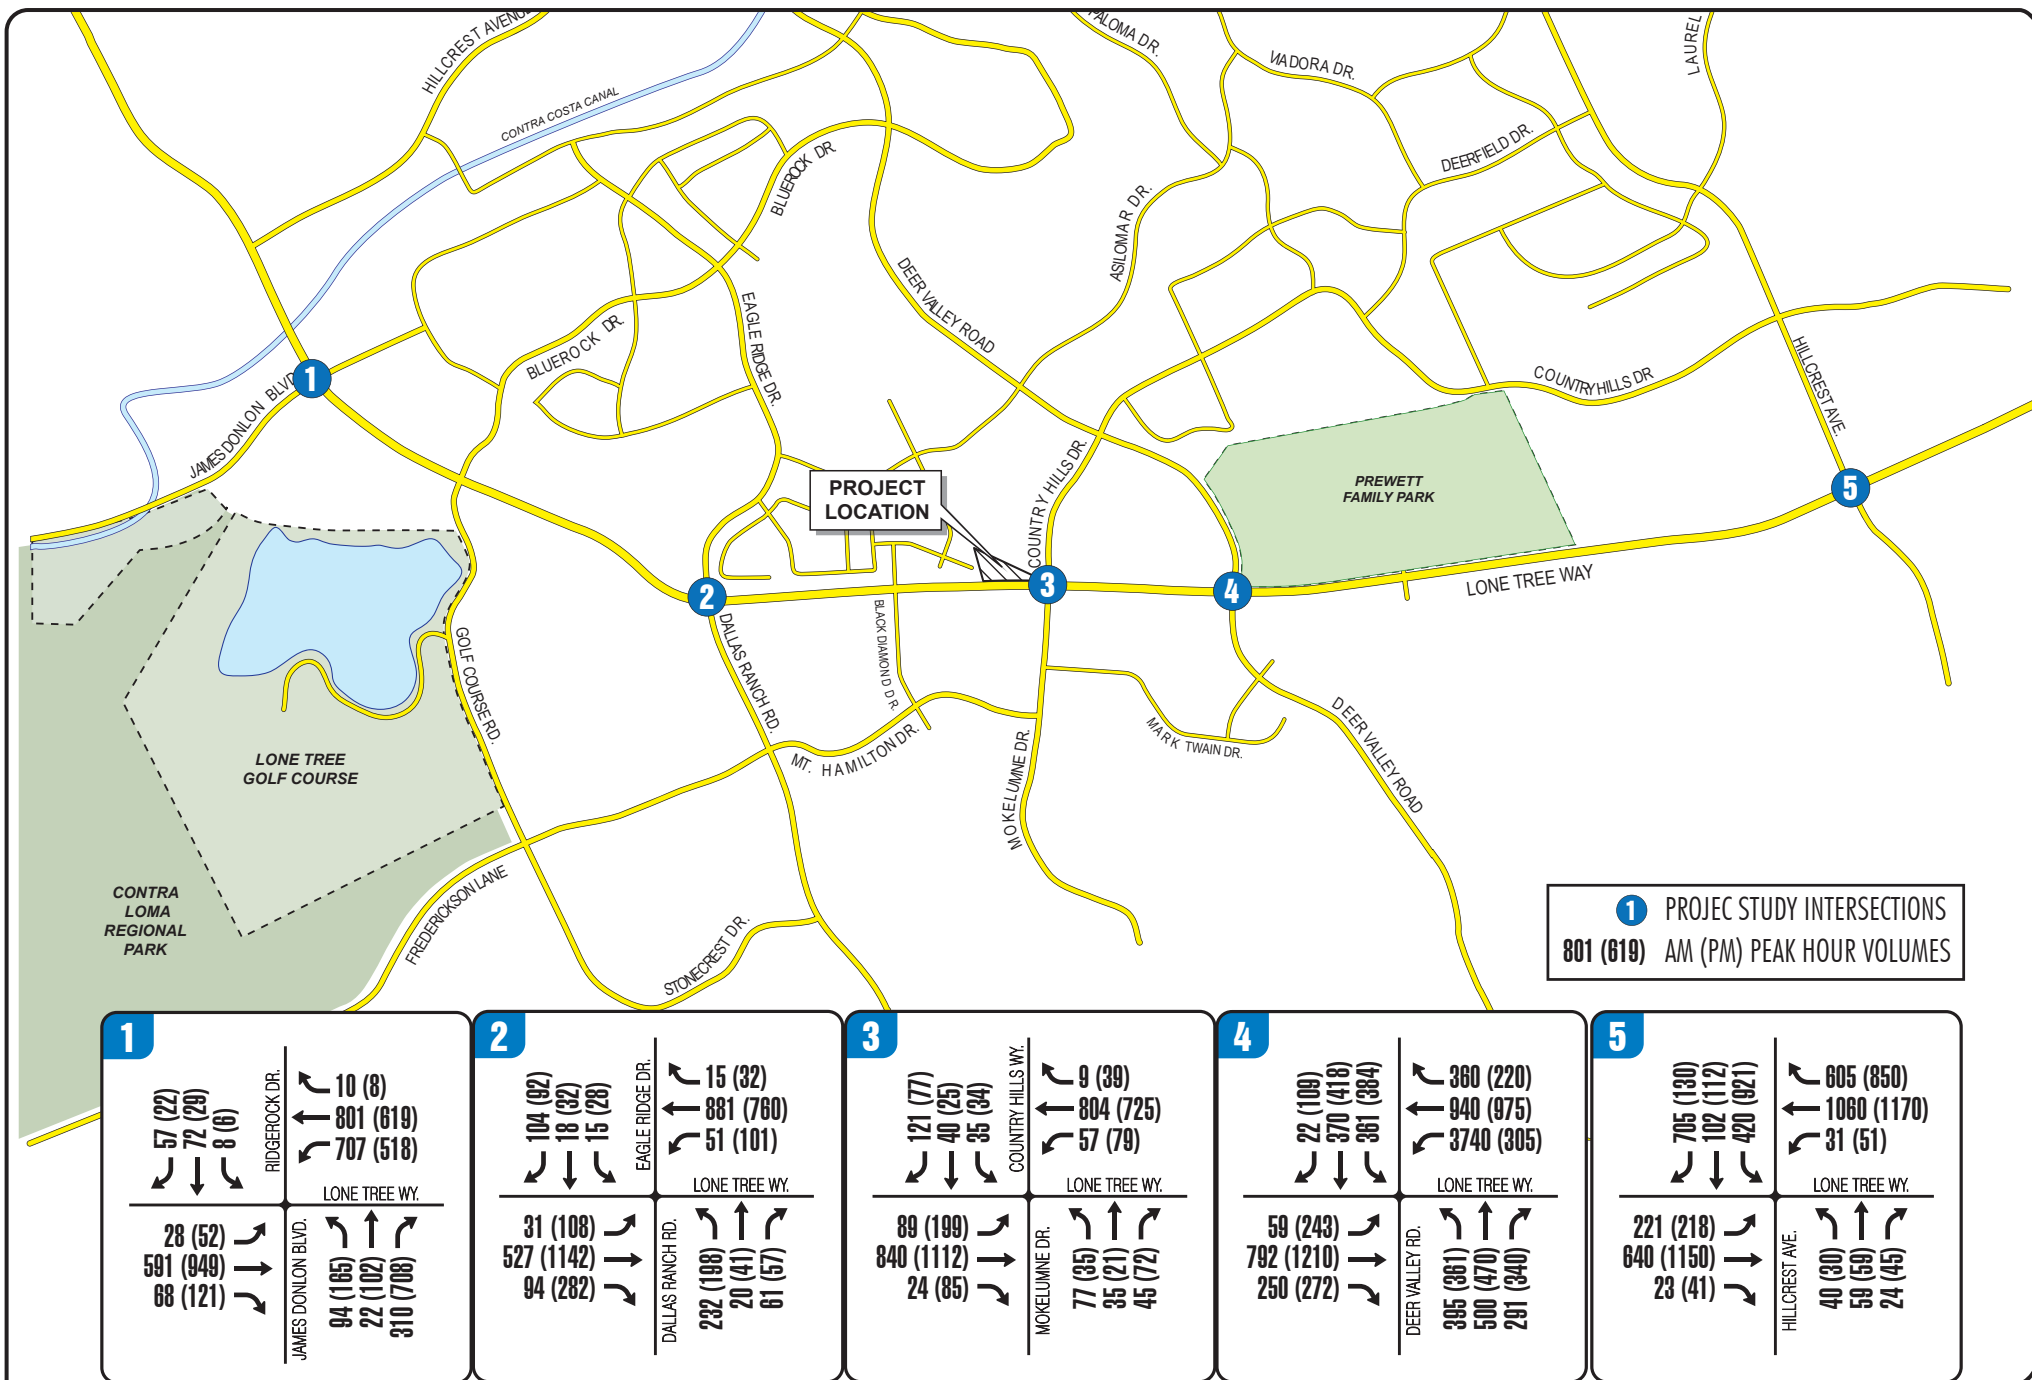 HILLCREST AVENUE
CONTRA COSTA CANAL
PALOMA DR.
WADORA DR.
LAUREL
DEERFIELD DR.
BLUEROCK DR.
ASILOMAR DR.
DEER VALLEY ROAD
EAGLE RIDGE DR.
BLUEROCK DR.
JAMES DONLON BLVD.
1
COUNTRY HILLS DR
HILLCREST AVE.
COUNTRY HILLS DR.
PROJECT
LOCATION
PREWETT
FAMILY PARK
5
2
3
4
LONE TREE WAY
BLACK DIAMOND DR.
DALLAS RANCH RD.
GOLF COURSE RD.
MT. HAMILTON DR.
MOKELUMNE DR.
MARK TWAIN DR.
DEER VALLEY ROAD
LONE TREE
GOLF COURSE
CONTRA
LOMA
REGIONAL
PARK
FREDERICKSON LANE
STONECREST DR.
1 PROJEC STUDY INTERSECTIONS
801 (619) AM (PM) PEAK HOUR VOLUMES
1
57 (22)
72 (29)
8 (6)
RIDGEROCK DR.
10 (8)
801 (619)
707 (518)
LONE TREE WY.
28 (52)
591 (949)
68 (121)
JAMES DONLON BLVD.
94 (165)
22 (102)
310 (708)
2
104 (92)
18 (32)
15 (28)
EAGLE RIDGE DR.
15 (32)
881 (760)
51 (101)
LONE TREE WY.
31 (108)
527 (1142)
94 (282)
DALLAS RANCH RD.
232 (198)
20 (41)
61 (57)
3
121 (77)
40 (25)
35 (34)
COUNTRY HILLS WY.
9 (39)
804 (725)
57 (79)
LONE TREE WY.
89 (199)
840 (1112)
24 (85)
MOKELUMNE DR.
77 (35)
35 (21)
45 (72)
4
22 (109)
370 (418)
361 (384)
360 (220)
940 (975)
3740 (305)
LONE TREE WY.
59 (243)
792 (1210)
250 (272)
DEER VALLEY RD.
395 (361)
500 (470)
291 (340)
5
705 (130)
102 (112)
420 (921)
605 (850)
1060 (1170)
31 (51)
LONE TREE WY.
221 (218)
640 (1150)
23 (41)
HILLCREST AVE.
40 (30)
59 (59)
24 (45)